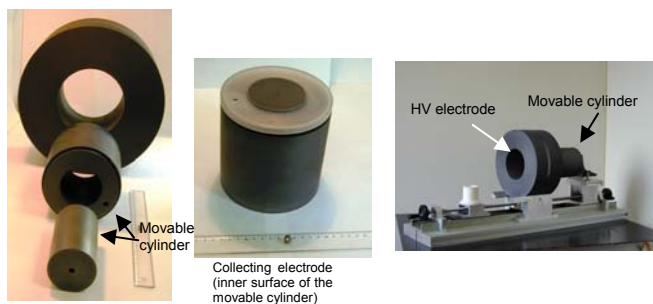 Movable
cylinder
Collecting electrode
(inner surface of the
movable cylinder)
HV electrode
Movable cylinder